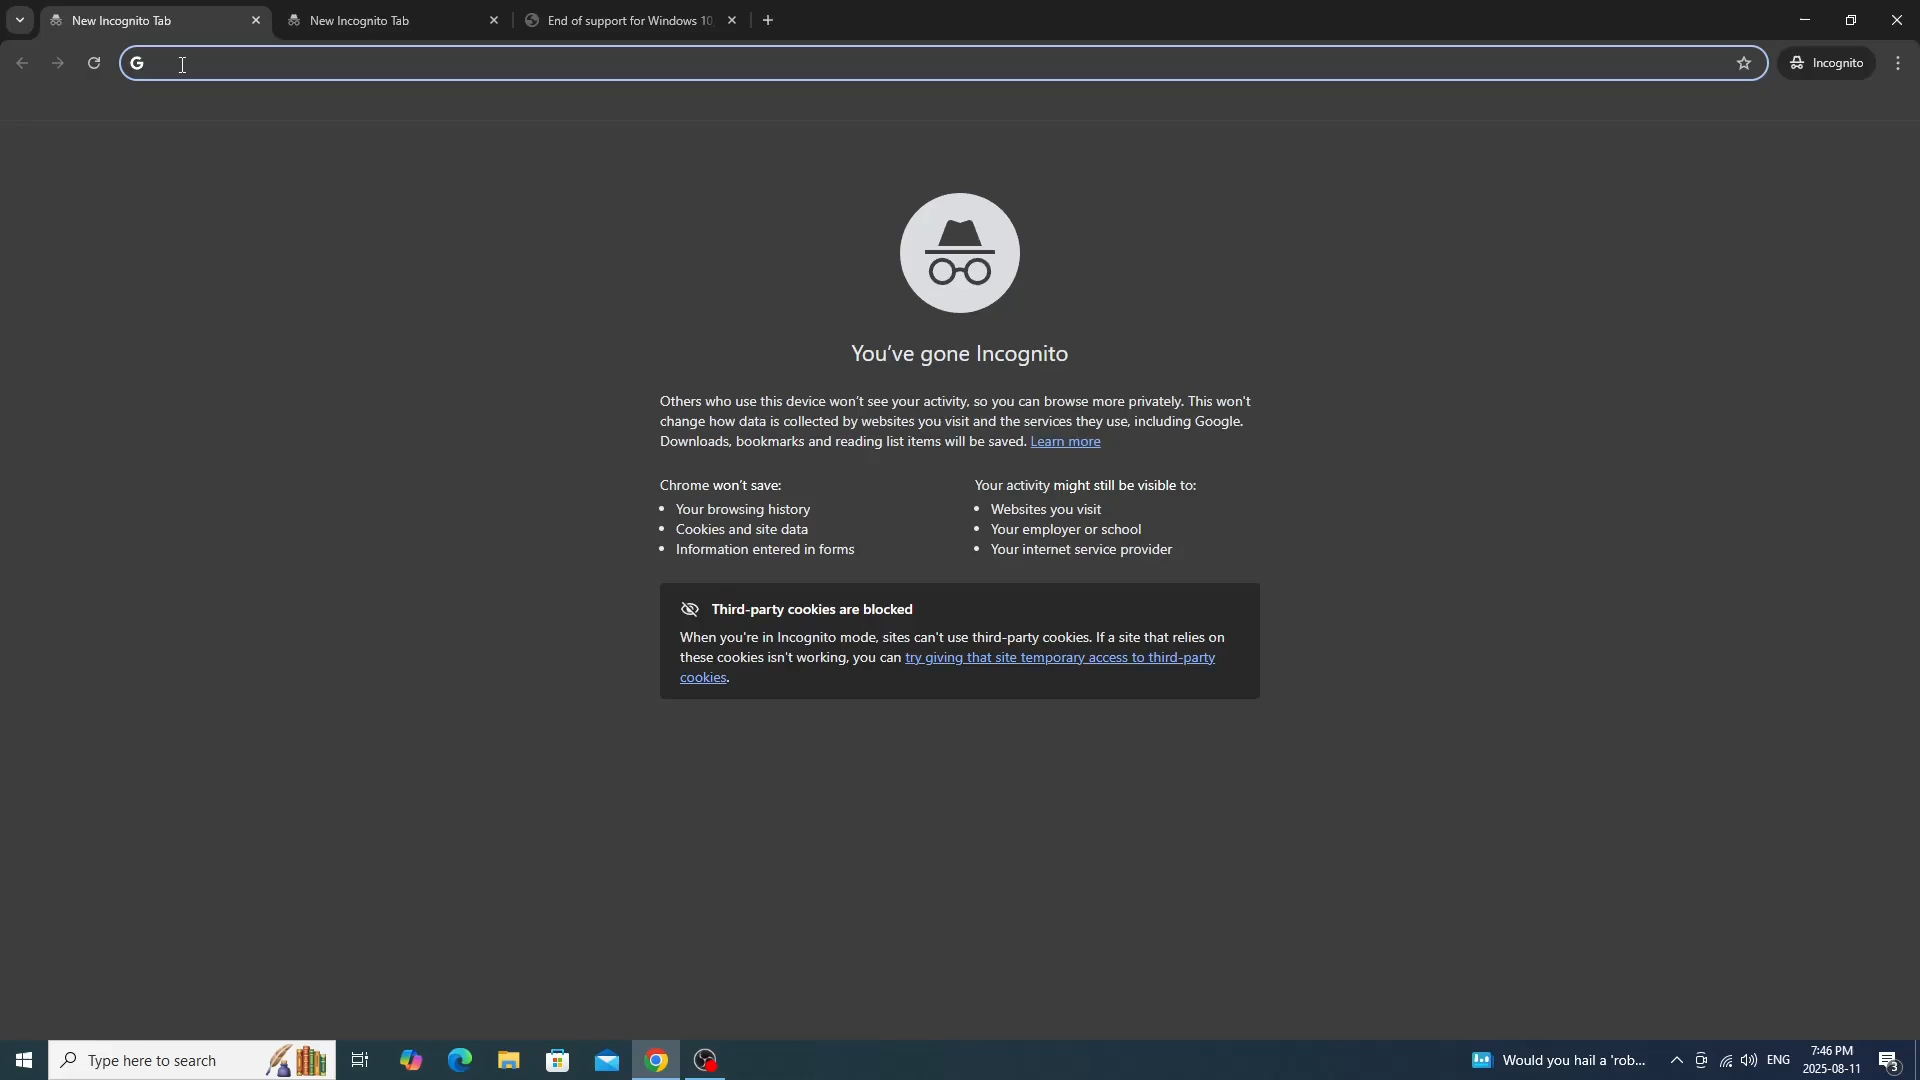 New Incognito Tab
New Incognito Tab
End of support for Windows 10
Incognito
You've gone Incognito
Others who use this device won't see your activity, so you can browse more privately. This won't
change how data is collected by websites you visit and the services they use, including Google.
Downloads, bookmarks and reading list items will be saved. Learn more
Chrome won't save:
Your browsing history
Cookies and site data
Information entered in forms
Your activity might still be visible to:
Websites you visit
Your employer or school
Your internet service provider
Third-party cookies are blocked
When you're in Incognito mode, sites can't use third-party cookies. If a site that relies on
these cookies isn't working, you can try giving that site temporary access to third-party
cookies.
Type here to search
Would you hail a 'rob...
ENG
7:46 PM
2025-08-11
3